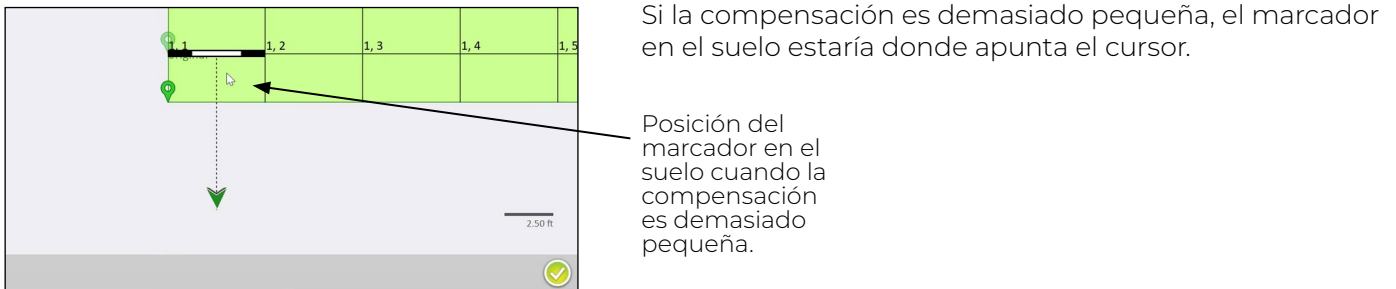 Si la compensación es demasiado pequeña, el marcador
en el suelo estaría donde apunta el cursor.
1, 1
1, 2
1, 3
1, 4
1, 5
2.50 ft
Posición del
marcador en el
suelo cuando la
compensación
es demasiado
pequeña.